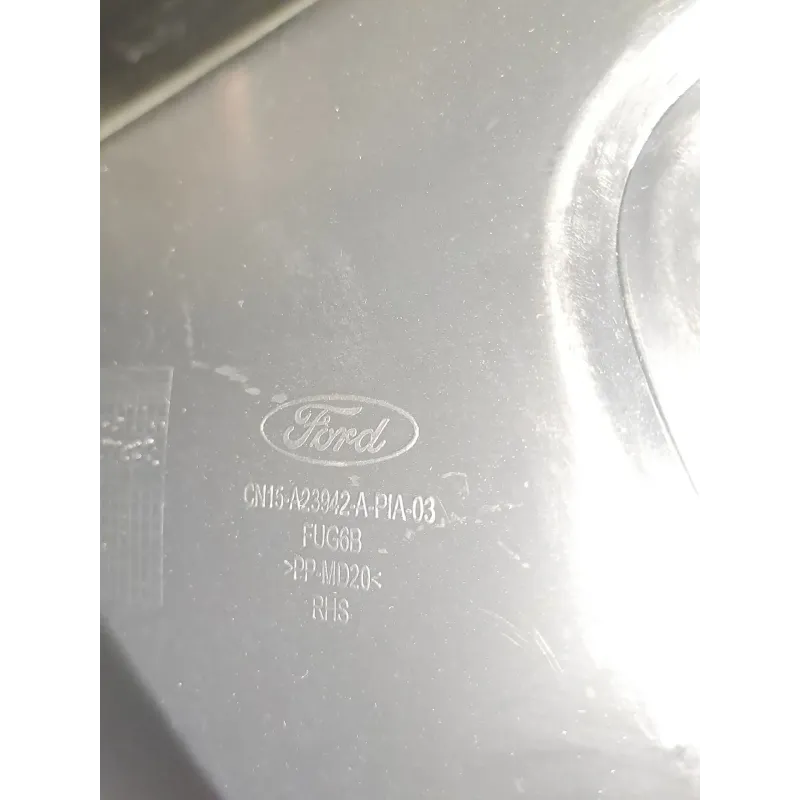 Ford
CN15-A23942-A-PIA-03
FUG6B
>PP-MD20<
RHS